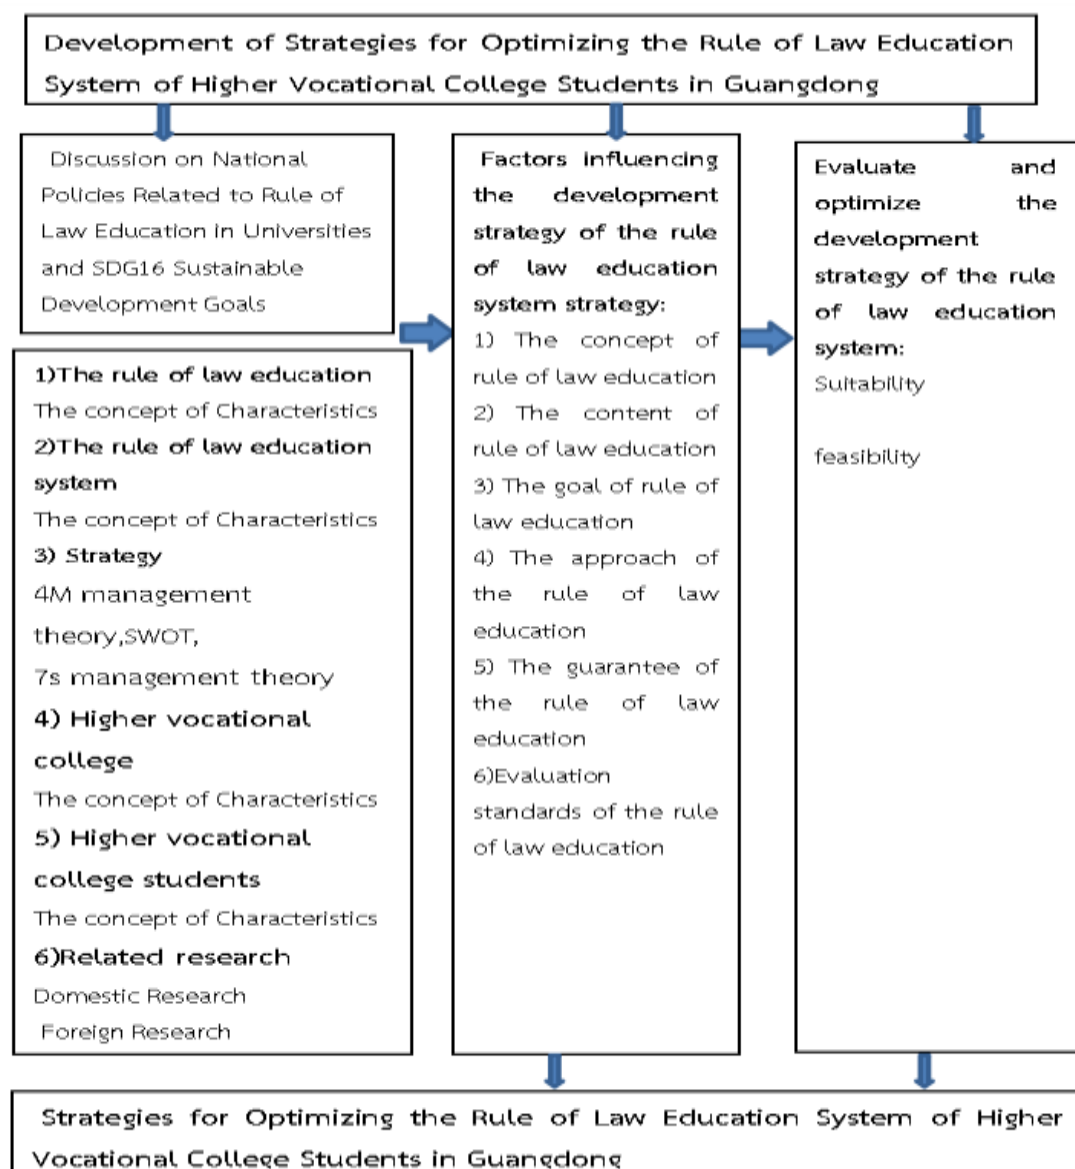 Development of Strategies for Optimizing the Rule of Law Education
System of Higher Vocational College Students in Guangdong
Discussion on National
Policies Related to Rule of
Law Education in Universities
and SDG16 Sustainable
Development Goals
1)The rule of law education
The concept of Characteristics
2)The rule of law education
system
The concept of Characteristics
3) Strategy
4M management
theory,SWOT,
7s management theory
4) Higher vocational
college
The concept of Characteristics
5) Higher vocational
college students
The concept of Characteristics
6)Related research
Domestic Research
Foreign Research
Factors influencing
the development
strategy of the rule
of law education
system strategy:
1) The concept of
rule of law education
2) The content of
rule of law education
3) The goal of rule of
law education
4) The approach of
the rule of law
education
5) The guarantee of
the rule of law
education
6)Evaluation
standards of the rule
of law education
Evaluate and
optimize the
development
strategy of the rule
of law education
system:
Suitability
feasibility
Strategies for Optimizing the Rule of Law Education System of Higher
Vocational College Students in Guangdong